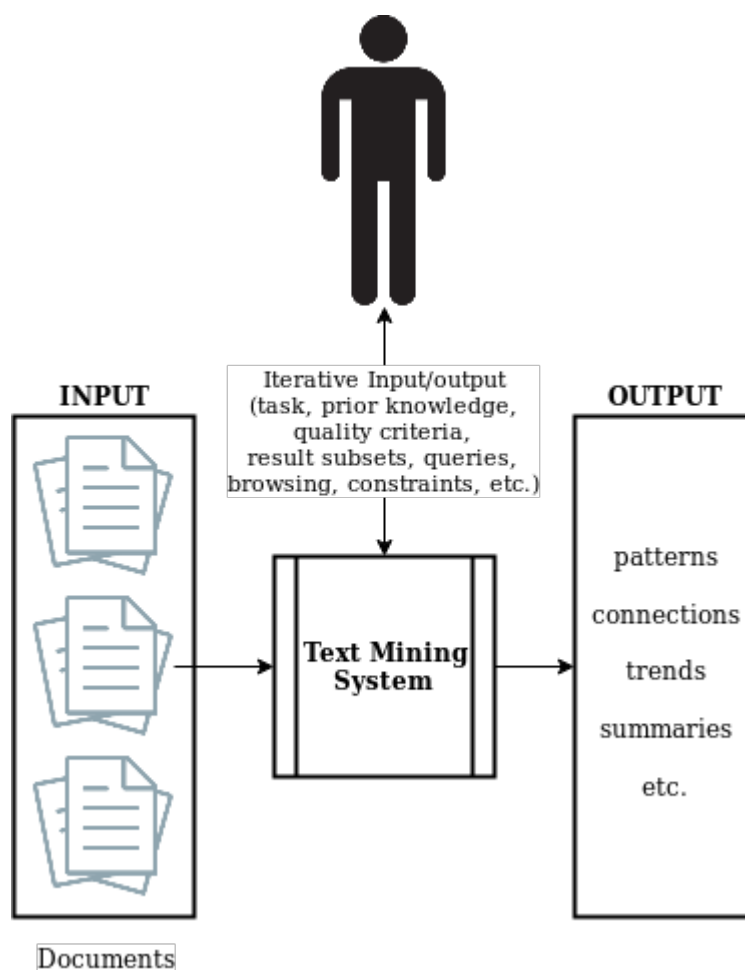 Iterative Input/output
(task, prior knowledge,
quality criteria,
result subsets, queries,
browsing, constraints, etc.)
INPUT
Documents
Text Mining
System
OUTPUT
patterns
connections
trends
summaries
etc.